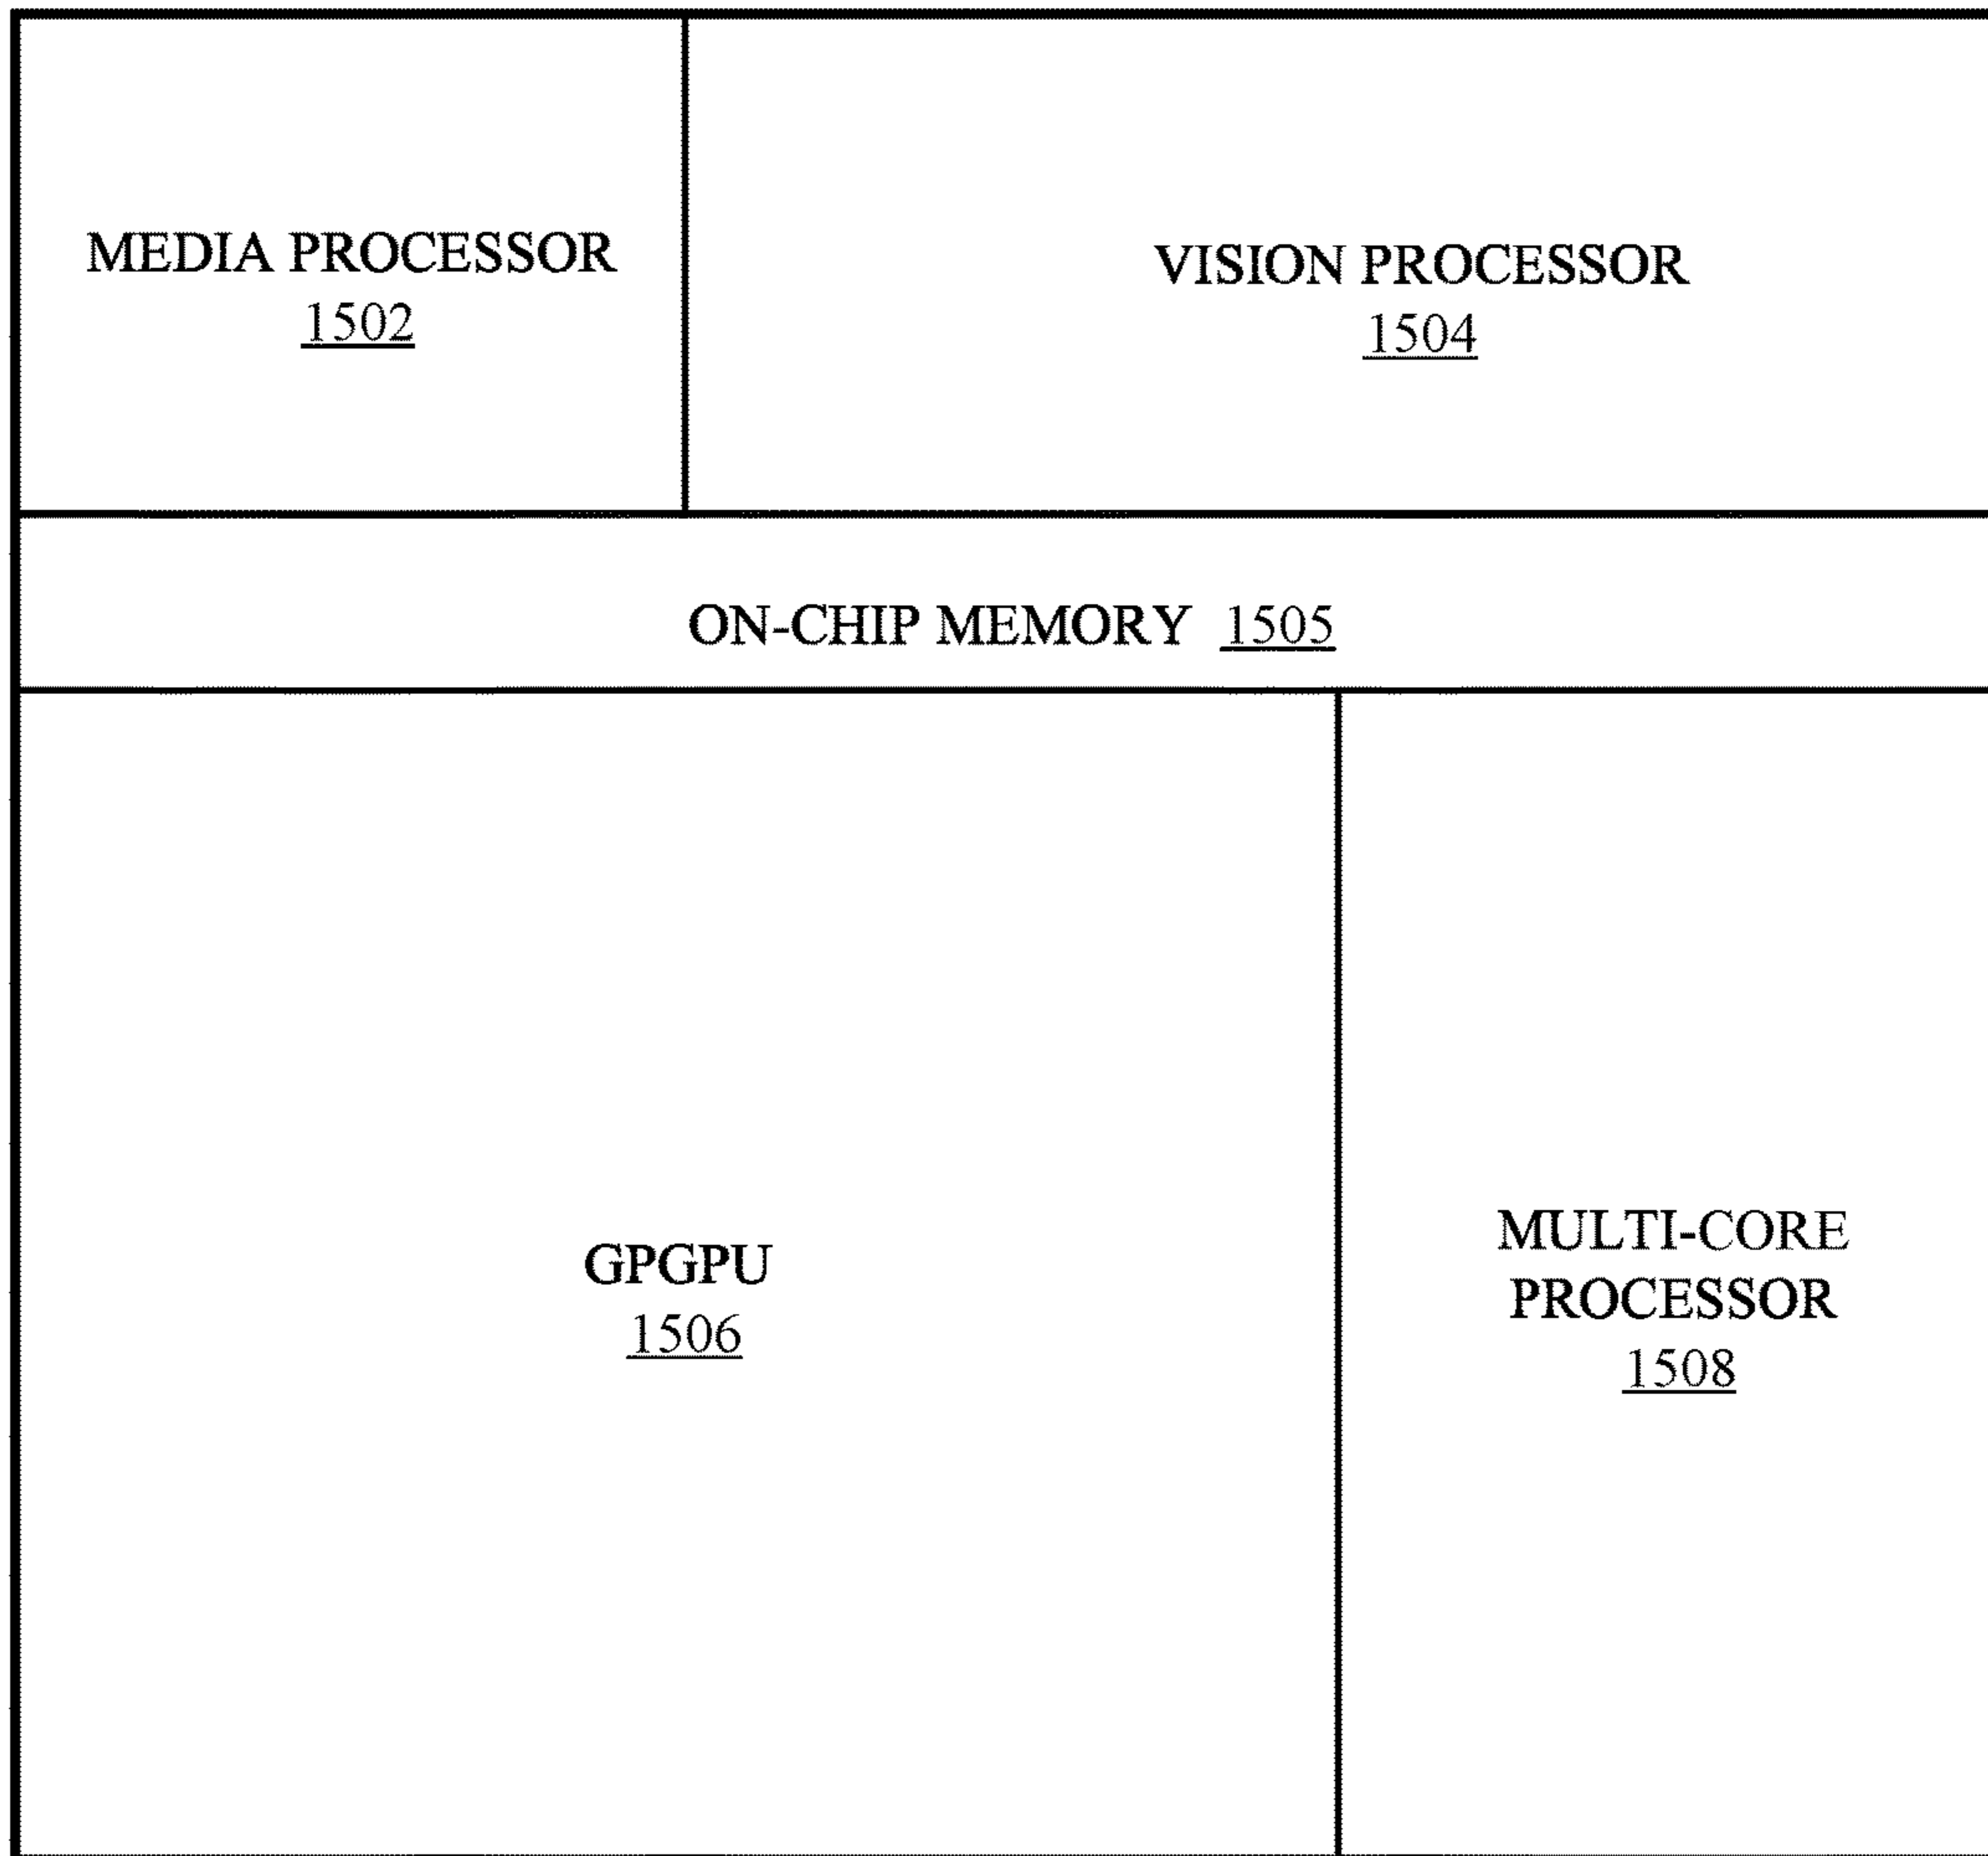 MEDIA PROCESSOR
1502
VISION PROCESSOR
1504
ON-CHIP MEMORY 1505
GPGPU
1506
MULTI-CORE
PROCESSOR
1508